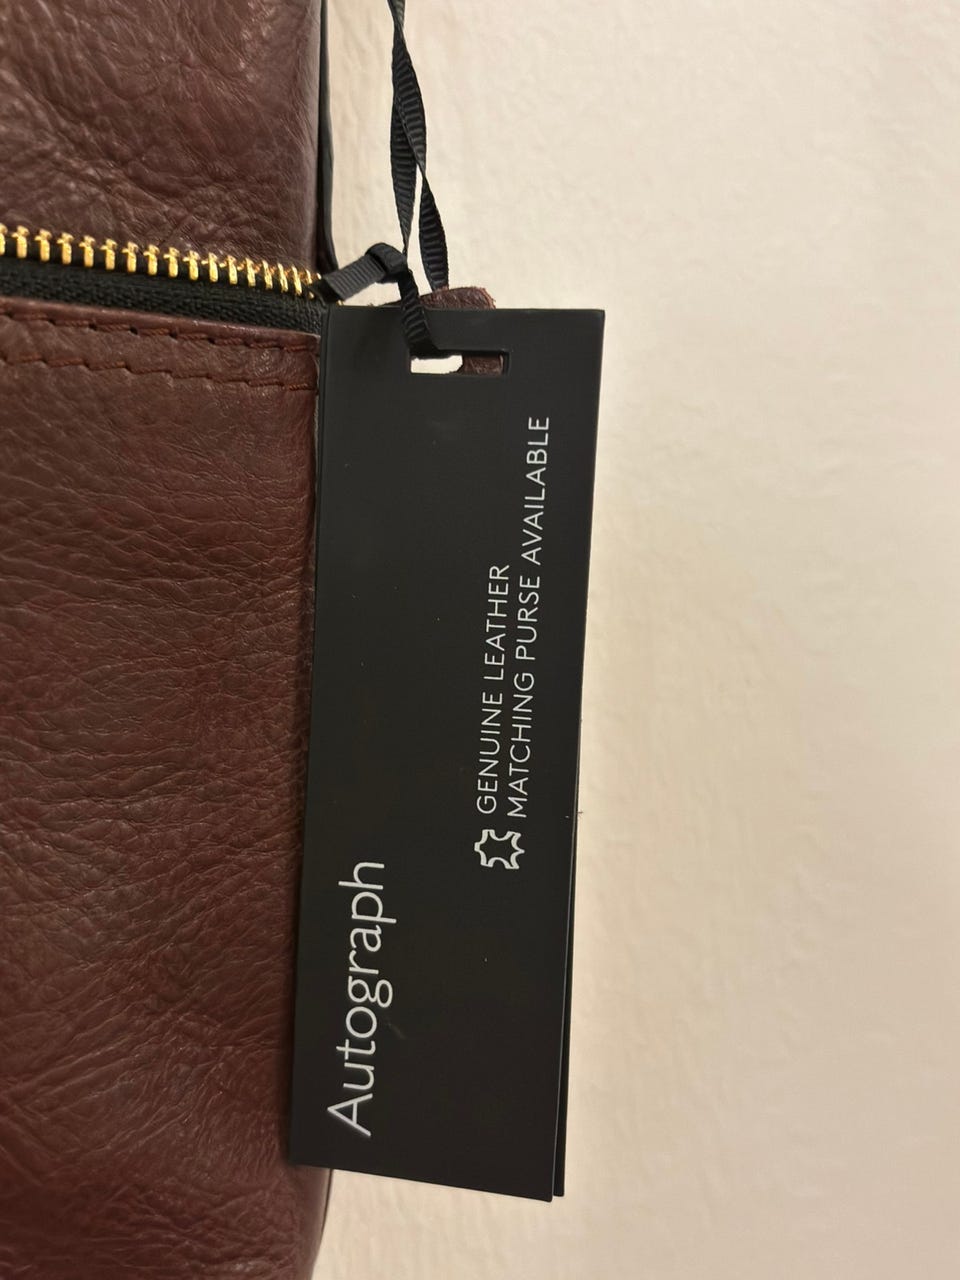 Autograph
GENUINE LEATHER
MATCHING PURSE AVAILABLE